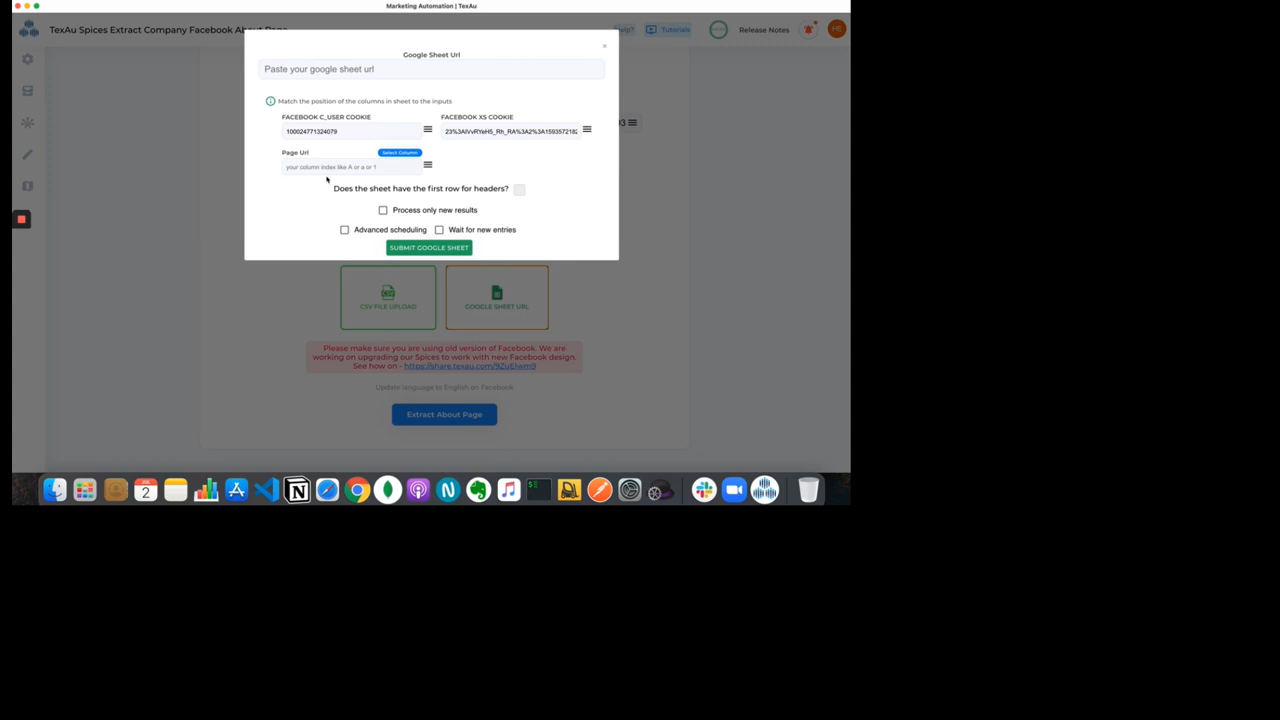 Marketing Automation | TexAu
TexAu Spices Extract Company Facebook About Page
Help?
Tutorials
Release Notes
HE
×
Google Sheet Url
Paste your google sheet url
Match the position of the columns in sheet to the inputs
FACEBOOK C_USER COOKIE
FACEBOOK XS COOKIE
100024771324079
Page Url
Select Column
your column index like A or a or 1
Does the sheet have the first row for headers?
Process only new results
Advanced scheduling
Wait for new entries
SUBMIT GOOGLE SHEET
CSV
CSV FILE UPLOAD
GOOGLE SHEET URL
Please make sure you are using old version of Facebook. We are
working on upgrading our Spices to work with new Facebook design.
See how on -
Update language to English on Facebook
Extract About Page
JUL
2